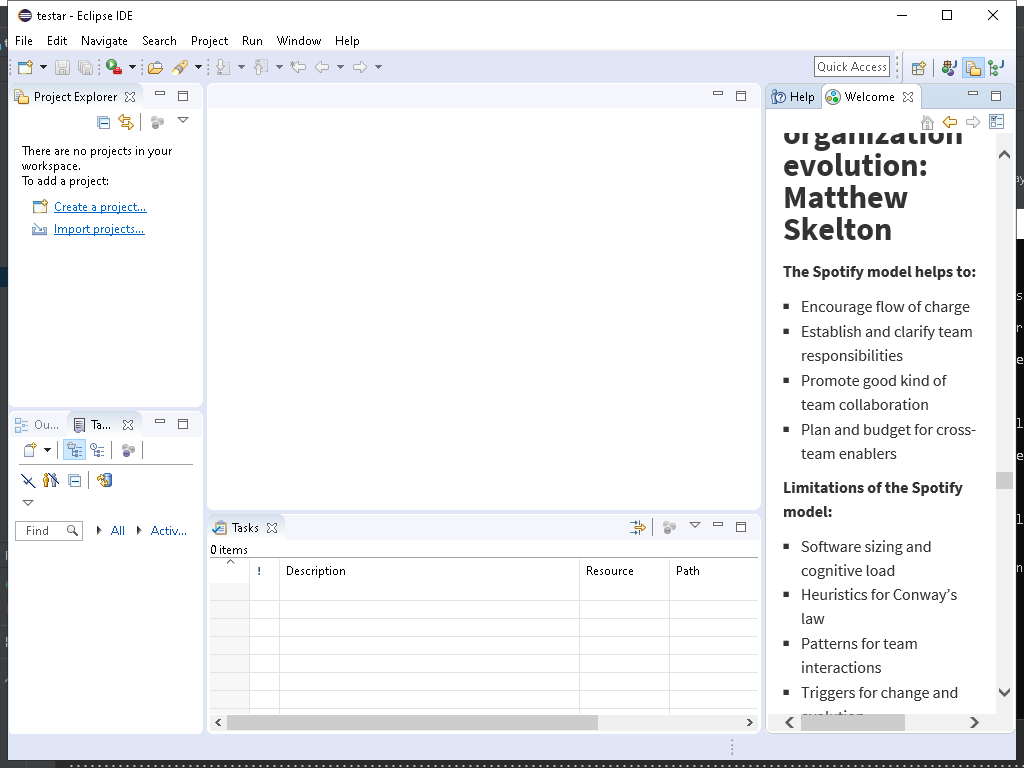 testar - Eclipse IDE
File Edit Navigate Search Project Run Window Help
Quick Access
Project Explorer
There are no projects in your
workspace.
To add a project:
Create a project...
Import projects...
Ou...
Ta...
Find
All
Activ...
Tasks
0 items
! Description Resource Path
Help
Welcome
organization
evolution:
Matthew
Skelton
The Spotify model helps to:
Encourage flow of charge
Establish and clarify team
responsibilities
Promote good kind of
team collaboration
Plan and budget for cross-
team enablers
Limitations of the Spotify
model:
Software sizing and
cognitive load
Heuristics for Conway’s
law
Patterns for team
interactions
Triggers for change and